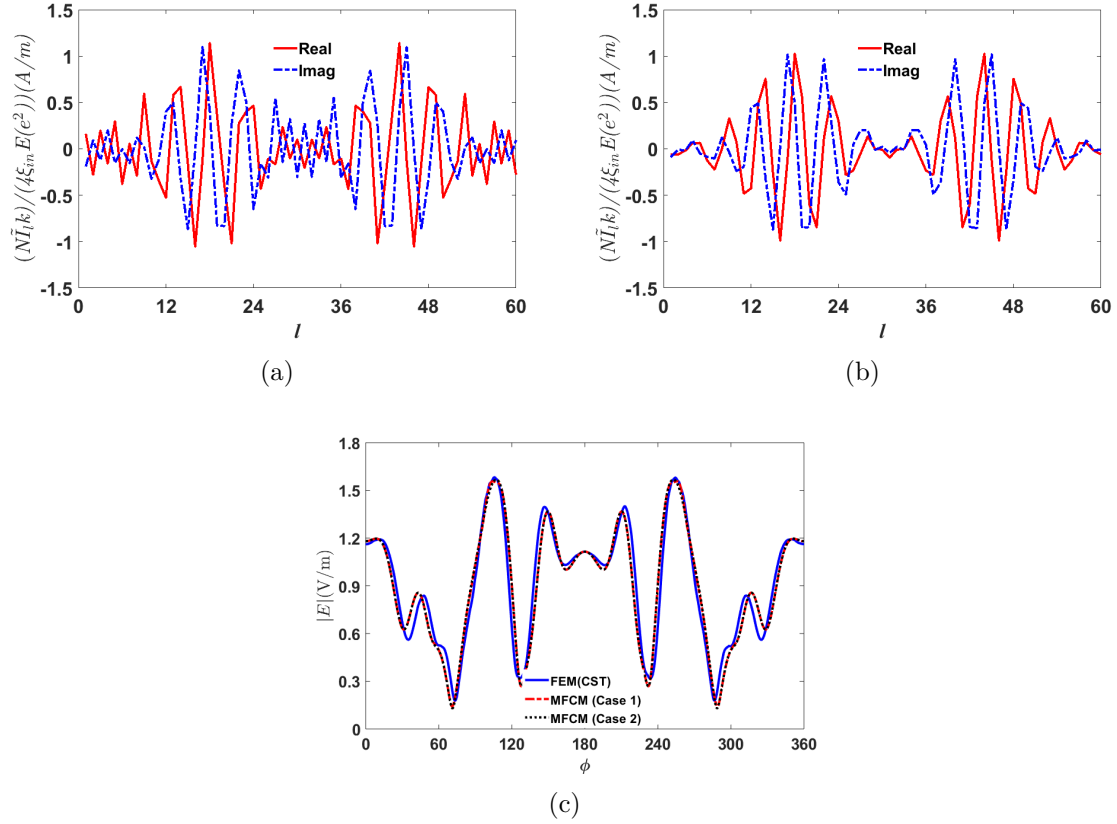 1.5
1
0.5
0
-0.5
-1
-1.5
(NĨ_l k)/(4ξ_in E(e²))(A/m)
Real
Imag
0 12 24 36 48 60
l
(a)
1.5
1
0.5
0
-0.5
-1
-1.5
(NĨ_l k)/(4ξ_in E(e²))(A/m)
Real
Imag
0 12 24 36 48 60
l
(b)
1.8
1.5
1.2
0.9
0.6
0.3
0
|E|(V/m)
FEM(CST)
MFCM (Case 1)
MFCM (Case 2)
0 60 120 180 240 300 360
ϕ
(c)